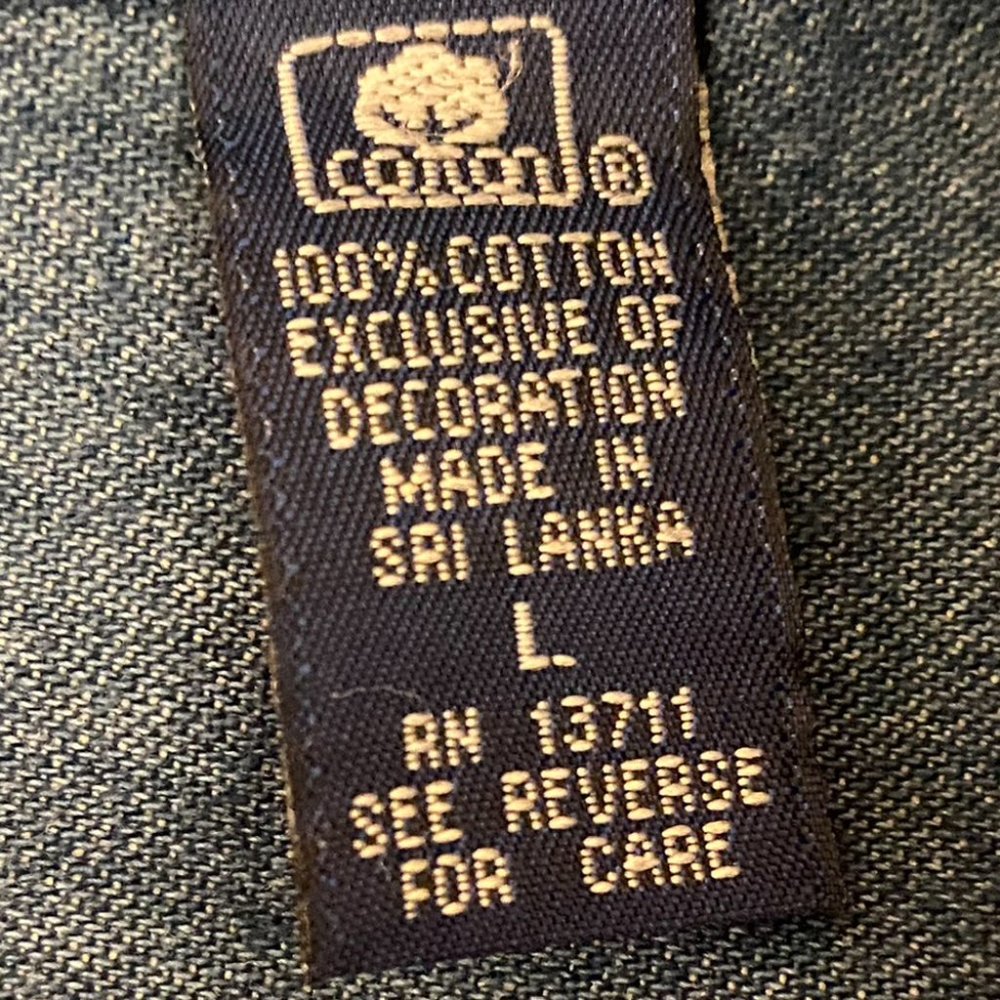 cotton ®
100% COTTON
EXCLUSIVE OF
DECORATION
MADE IN
SRI LANKA
L
RN 13711
SEE REVERSE
FOR CARE